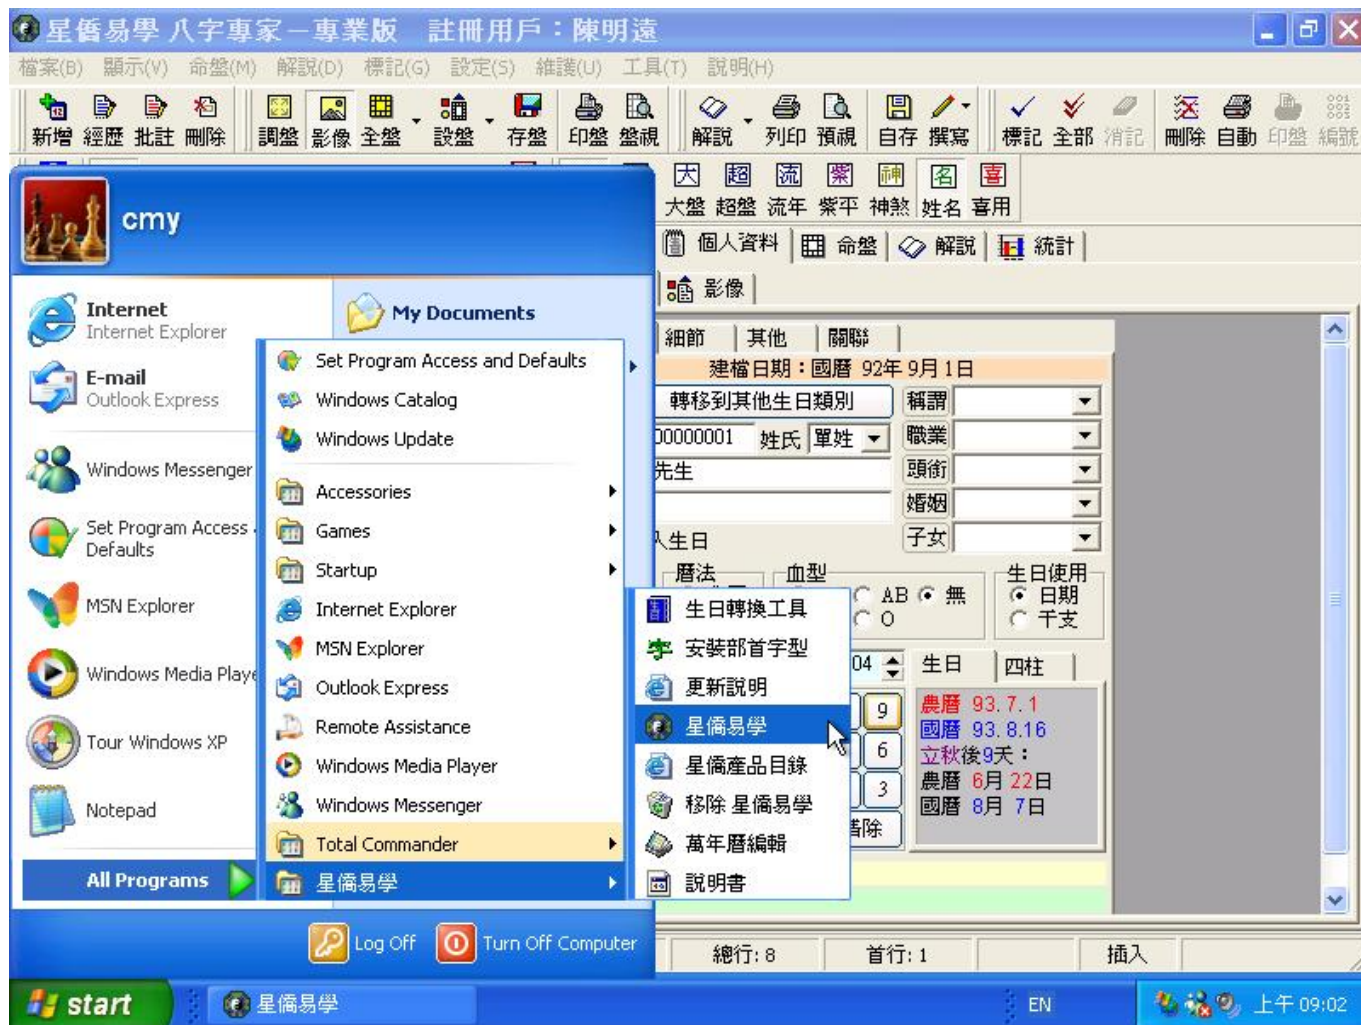 星僑易學 八字專家－專業版 註冊用戶：陳明遠
檔案(B) 顯示(V) 命盤(M) 解說(D) 標記(G) 設定(S) 維護(U) 工具(T) 說明(H)
新增 經歷 批註 刪除 調盤 影像 全盤 設盤 存盤 印盤 盤視 解說 列印 預視 自存 撰寫 標記 全部 消記 刪除 自動 印盤 編號
大 超 流 紫 神 名 喜
大盤 超盤 流年 紫平 神煞 姓名 喜用
cmy
個人資料 命盤 解說 統計
影像
Internet
Internet Explorer
My Documents
細節 其他 關聯
建檔日期：國曆 92年 9月 1日
E-mail
Outlook Express
Set Program Access and Defaults
Windows Catalog
Windows Update
轉移到其他生日類別 稱謂
00000001 姓氏 單姓 職業
先生 頭銜
婚姻
人生日 子女
Windows Messenger
Set Program Access
Defaults
MSN Explorer
Windows Media Playe
Tour Windows XP
Notepad
All Programs
Accessories
Games
Startup
Internet Explorer
MSN Explorer
Outlook Express
Remote Assistance
Windows Media Player
Windows Messenger
Total Commander
星僑易學
曆法 血型 生日使用
AB 無 日期
O 干支
生日轉換工具
安裝部首字型
更新說明
星僑易學
星僑產品目錄
移除 星僑易學
萬年曆編輯
說明書
04 生日 四柱
9
6
3
農曆 93. 7. 1
國曆 93. 8.16
立秋後9天：
農曆 6月 22日
國曆 8月 7日
Log Off Turn Off Computer
總行: 8 首行: 1 插入
start 星僑易學 EN 上午 09:02